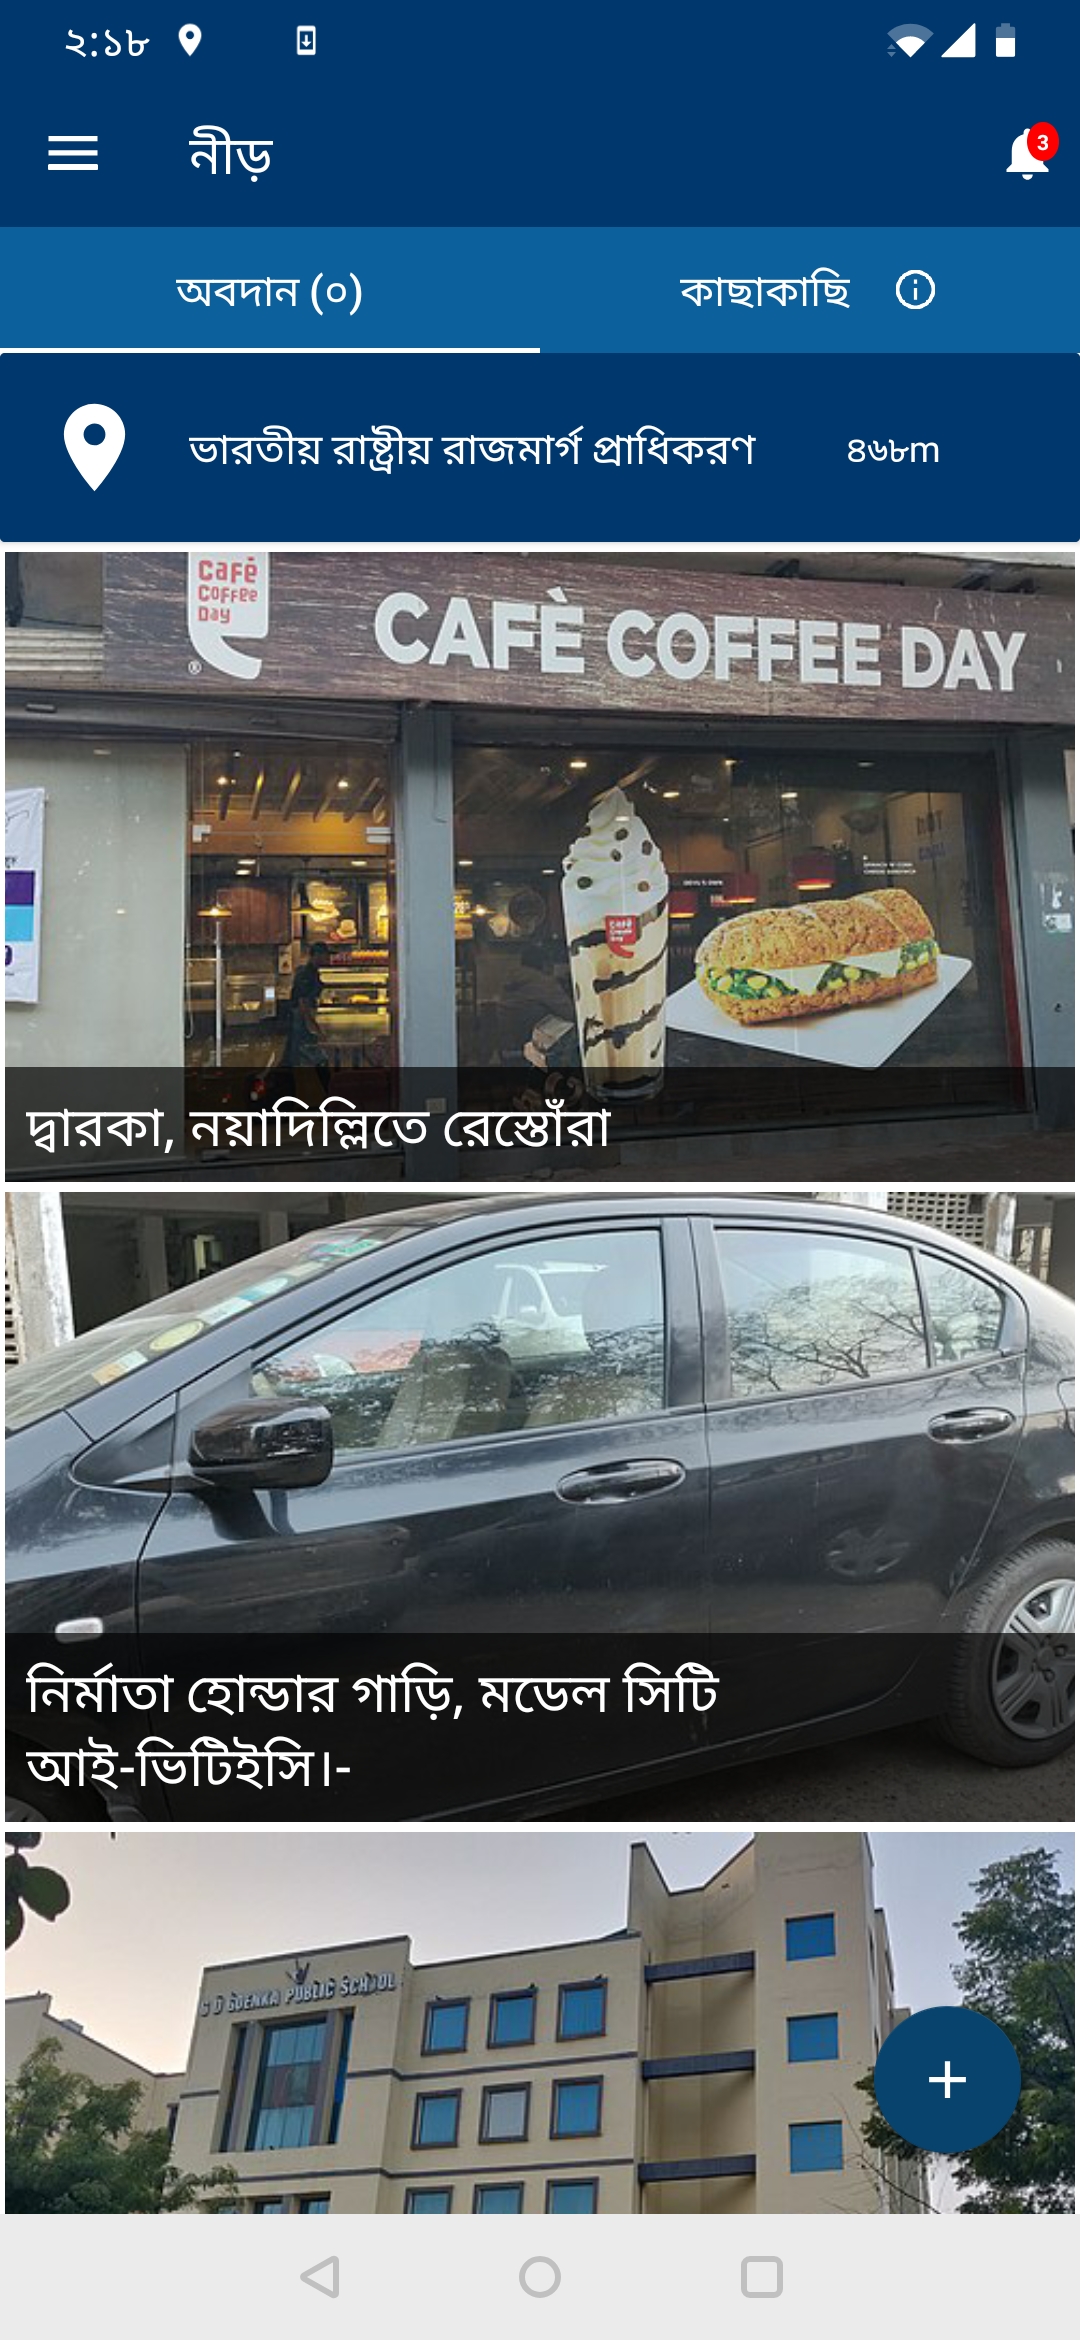 ২:১৮
নীড়
3
অবদান (০)
কাছাকাছি
ভারতীয় রাষ্ট্রীয় রাজমার্গ প্রাধিকরণ
৪৬৮m
Café
Coffee
Day
®
CAFÈ COFFEE DAY
দ্বারকা, নয়াদিল্লিতে রেস্তোঁরা
নির্মাতা হোন্ডার গাড়ি, মডেল সিটি
আই-ভিটিইসি।-
G D GOENKA PUBLIC SCHOOL